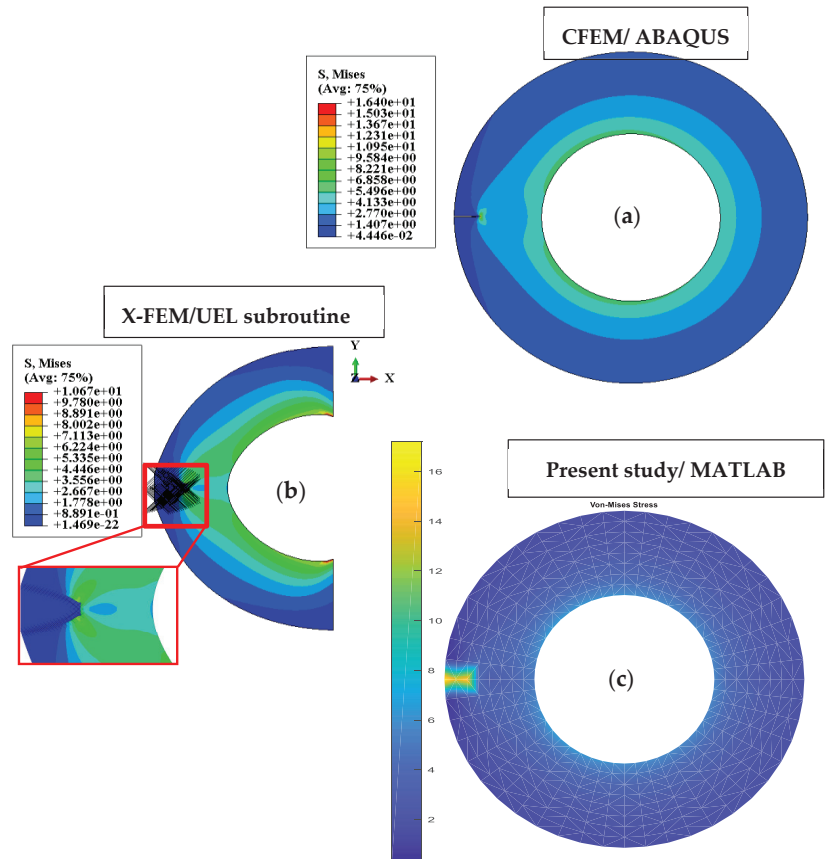 CFEM/ ABAQUS
S, Mises
(Avg: 75%)
+1.640e+01
+1.503e+01
+1.367e+01
+1.231e+01
+1.095e+01
+9.584e+00
+8.221e+00
+6.858e+00
+5.496e+00
+4.133e+00
+2.770e+00
+1.407e+00
+4.446e-02
(a)
X-FEM/UEL subroutine
Y
Z
X
S, Mises
(Avg: 75%)
+1.067e+01
+9.780e+00
+8.891e+00
+8.002e+00
+7.113e+00
+6.224e+00
+5.335e+00
+4.446e+00
+3.556e+00
+2.667e+00
+1.778e+00
+8.891e-01
+1.469e-22
(b)
Present study/ MATLAB
Von-Mises Stress
16
14
12
10
8
6
4
2
(c)